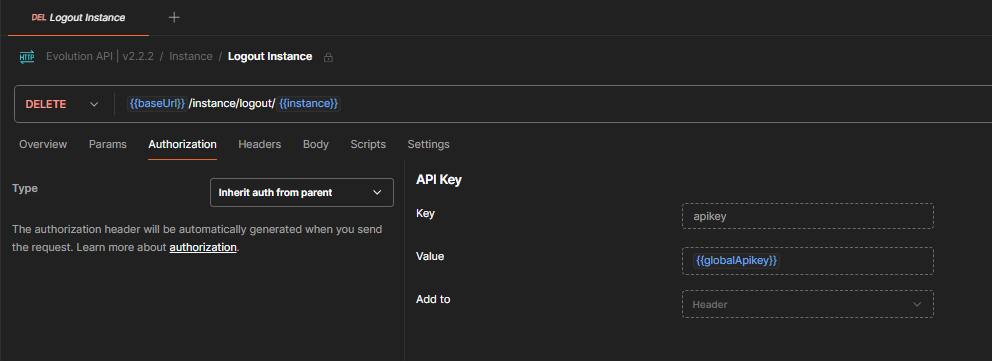 DEL Logout Instance +
HTTP Evolution API | v2.2.2 / Instance / Logout Instance
DELETE {{baseUrl}} /instance/logout/ {{instance}}
Overview Params Authorization Headers Body Scripts Settings
Type
Inherit auth from parent
The authorization header will be automatically generated when you send
the request. Learn more about authorization.
API Key
Key
apikey
Value
{{globalApikey}}
Add to
Header